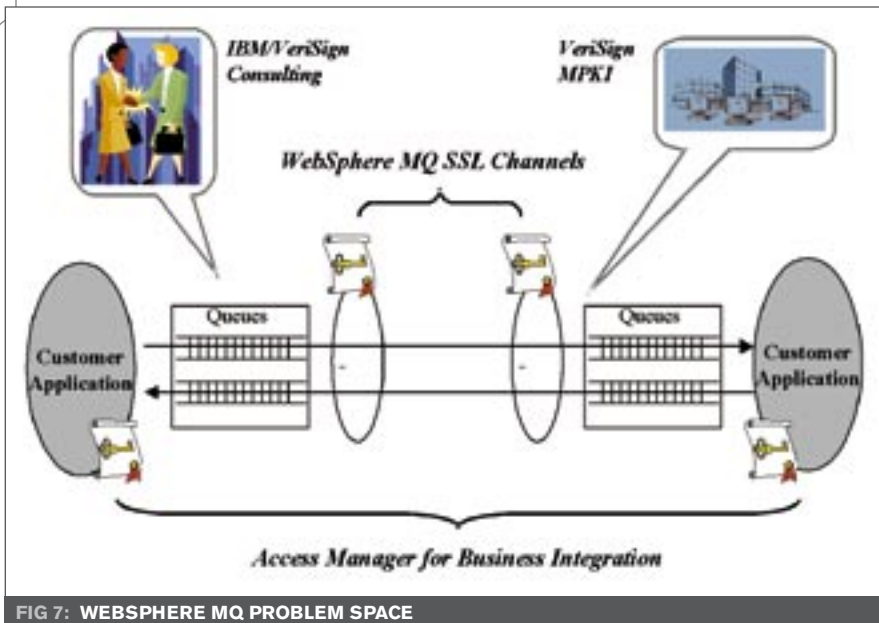 IBM/VeriSign
Consulting
VeriSign
MPKI
WebSphere MQ SSL Channels
Queues
Queues
Customer
Application
Customer
Application
Access Manager for Business Integration
FIG 7: WEBSPHERE MQ PROBLEM SPACE